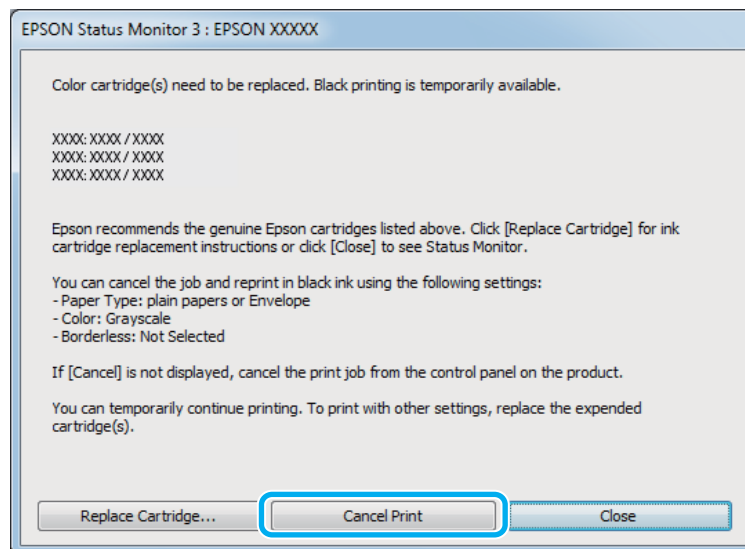 EPSON Status Monitor 3 : EPSON XXXXX
Color cartridge(s) need to be replaced. Black printing is temporarily available.
XXXX: XXXX / XXXX
XXXX: XXXX / XXXX
XXXX: XXXX / XXXX
Epson recommends the genuine Epson cartridges listed above. Click [Replace Cartridge] for ink
cartridge replacement instructions or click [Close] to see Status Monitor.
You can cancel the job and reprint in black ink using the following settings:
- Paper Type: plain papers or Envelope
- Color: Grayscale
- Borderless: Not Selected
If [Cancel] is not displayed, cancel the print job from the control panel on the product.
You can temporarily continue printing. To print with other settings, replace the expended
cartridge(s).
Replace Cartridge... Cancel Print Close